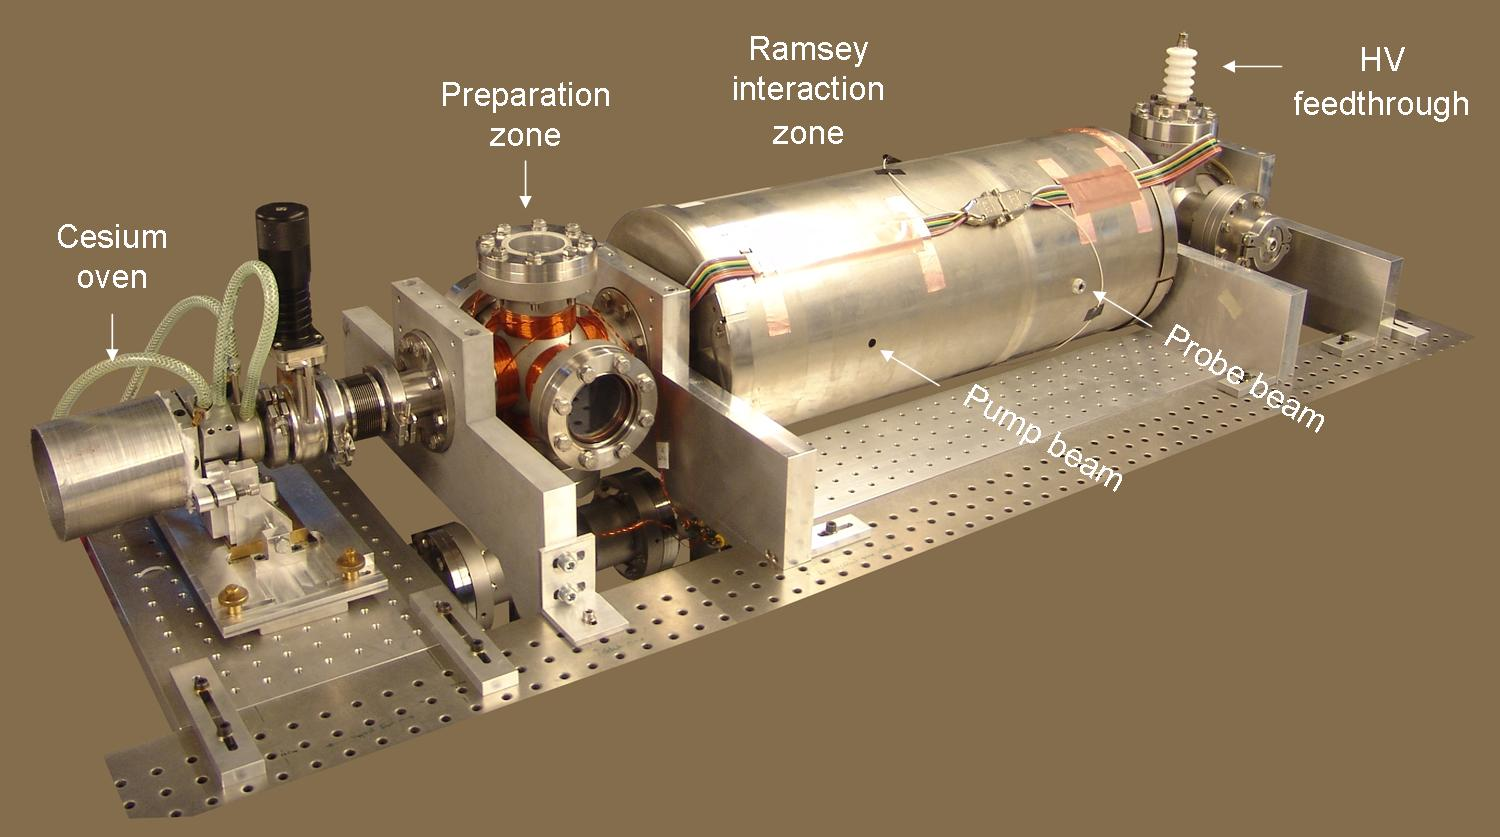 Cesium
oven
Preparation
zone
Ramsey
interaction
zone
HV
feedthrough
Pump beam
Probe beam